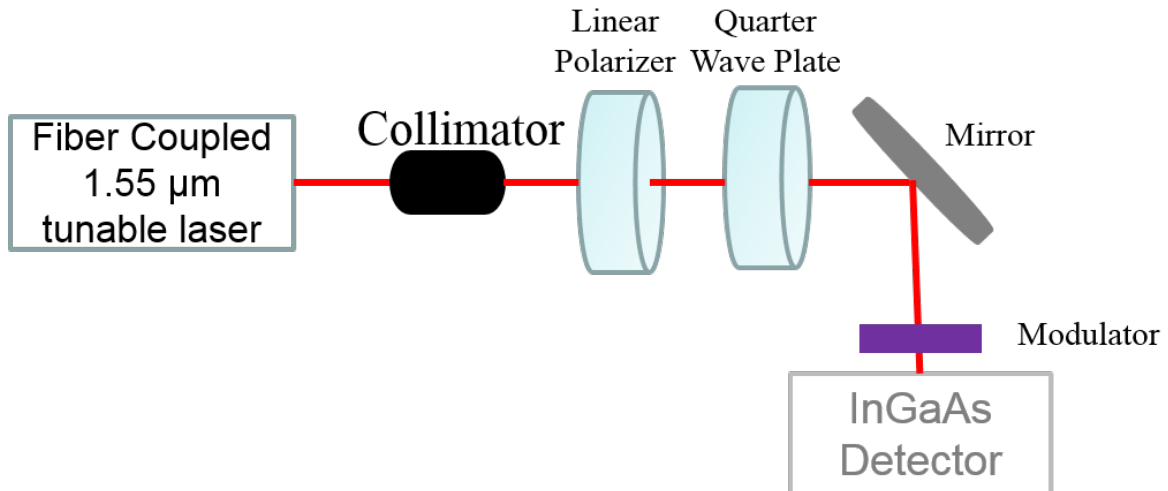 Linear
Polarizer
Quarter
Wave Plate
Fiber Coupled
1.55 μm
tunable laser
Collimator
Mirror
Modulator
InGaAs
Detector